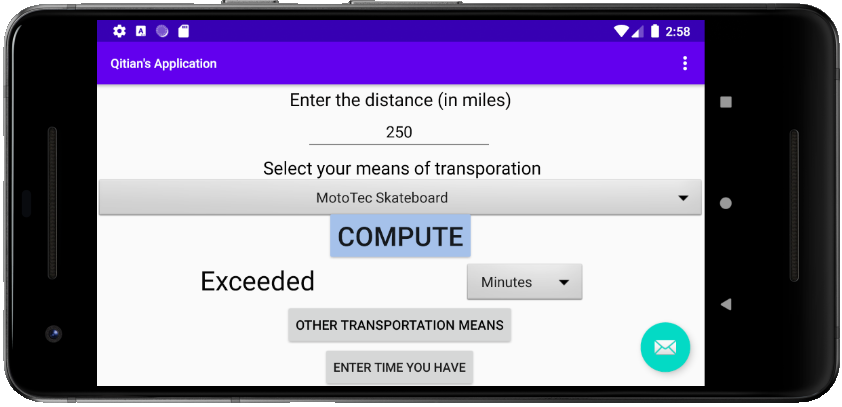 2:58
Qitian's Application
Enter the distance (in miles)
250
Select your means of transporation
MotoTec Skateboard
COMPUTE
Exceeded
Minutes
OTHER TRANSPORTATION MEANS
ENTER TIME YOU HAVE